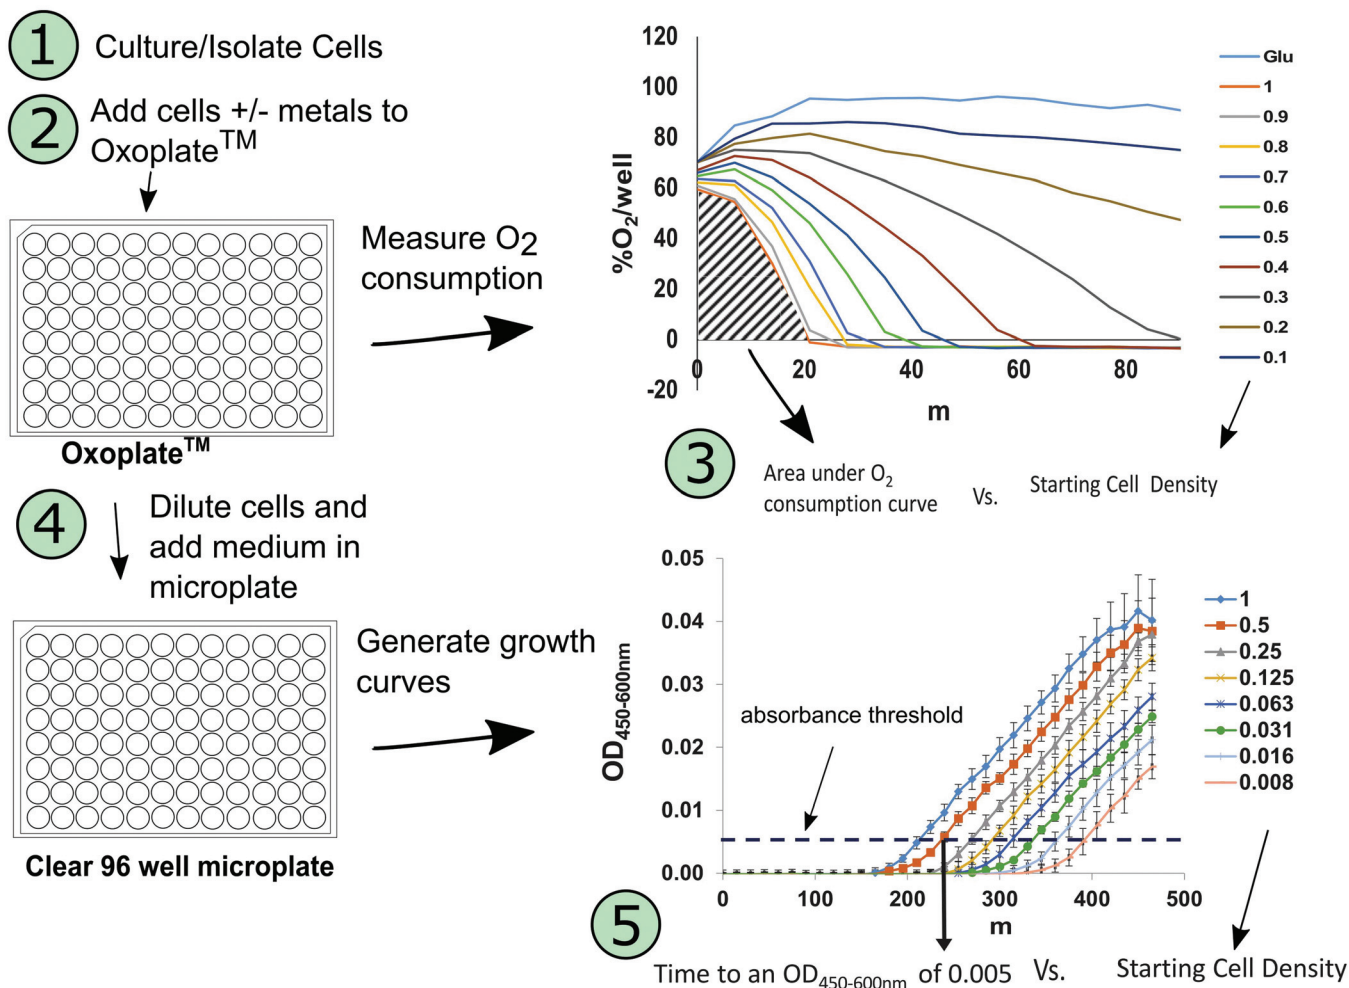 1 Culture/Isolate Cells
2 Add cells +/- metals to
Oxoplate™
Oxoplate™
Measure O₂
consumption
120
100
80
60
40
20
0
-20
%O₂/well
0 20 40 60 80
m
Glu
1
0.9
0.8
0.7
0.6
0.5
0.4
0.3
0.2
0.1
3 Area under O₂
consumption curve
Vs.
Starting Cell Density
4 Dilute cells and
add medium in
microplate
Clear 96 well microplate
Generate growth
curves
0.05
0.04
0.03
0.02
0.01
0.00
OD450-600nm
absorbance threshold
0 100 200 300 400 500
m
1
0.5
0.25
0.125
0.063
0.031
0.016
0.008
5
Time to an OD450-600nm of 0.005 Vs. Starting Cell Density